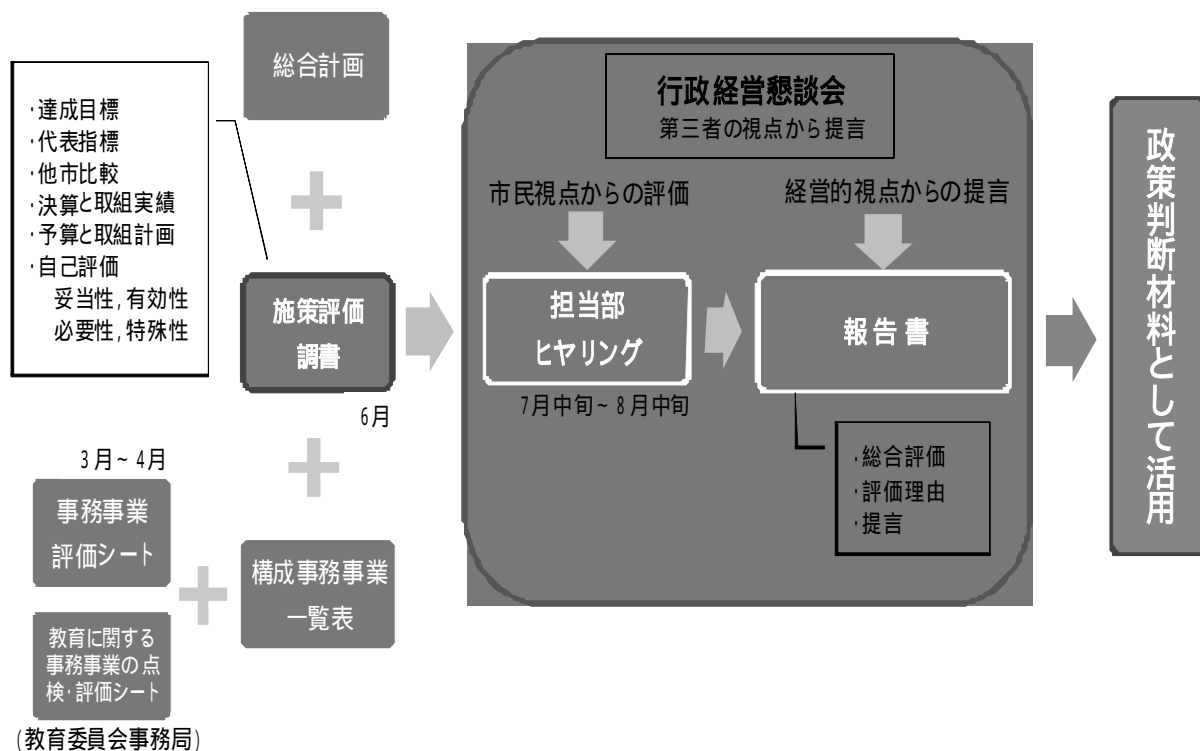 総合計画
・達成目標
・代表指標
・他市比較
・決算と取組実績
・予算と取組計画
・自己評価
妥当性,有効性
必要性,特殊性
施策評価
調書
6月
3月~4月
事務事業
評価シート
教育に関する
事務事業の点
検・評価シート
(教育委員会事務局)
構成事務事業
一覧表
行政経営懇談会
第三者の視点から提言
市民視点からの評価
経営的視点からの提言
担当部
ヒヤリング
7月中旬~8月中旬
報告書
・総合評価
・評価理由
・提言
政策判断材料として活用